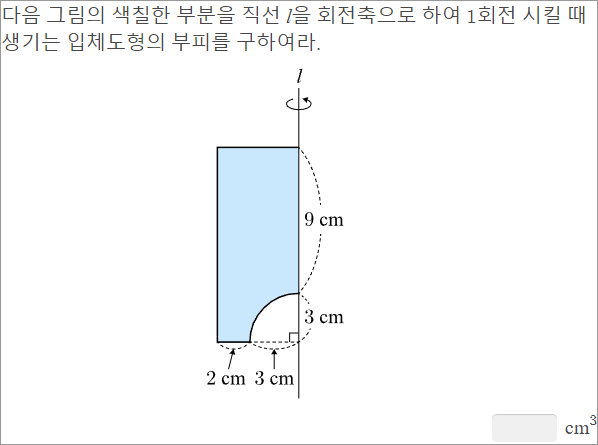 다음 그림의 색칠한 부분을 직선 l을 회전축으로 하여 1회전 시킬 때
생기는 입체도형의 부피를 구하여라.
l
9 cm
3 cm
2 cm 3 cm
cm³